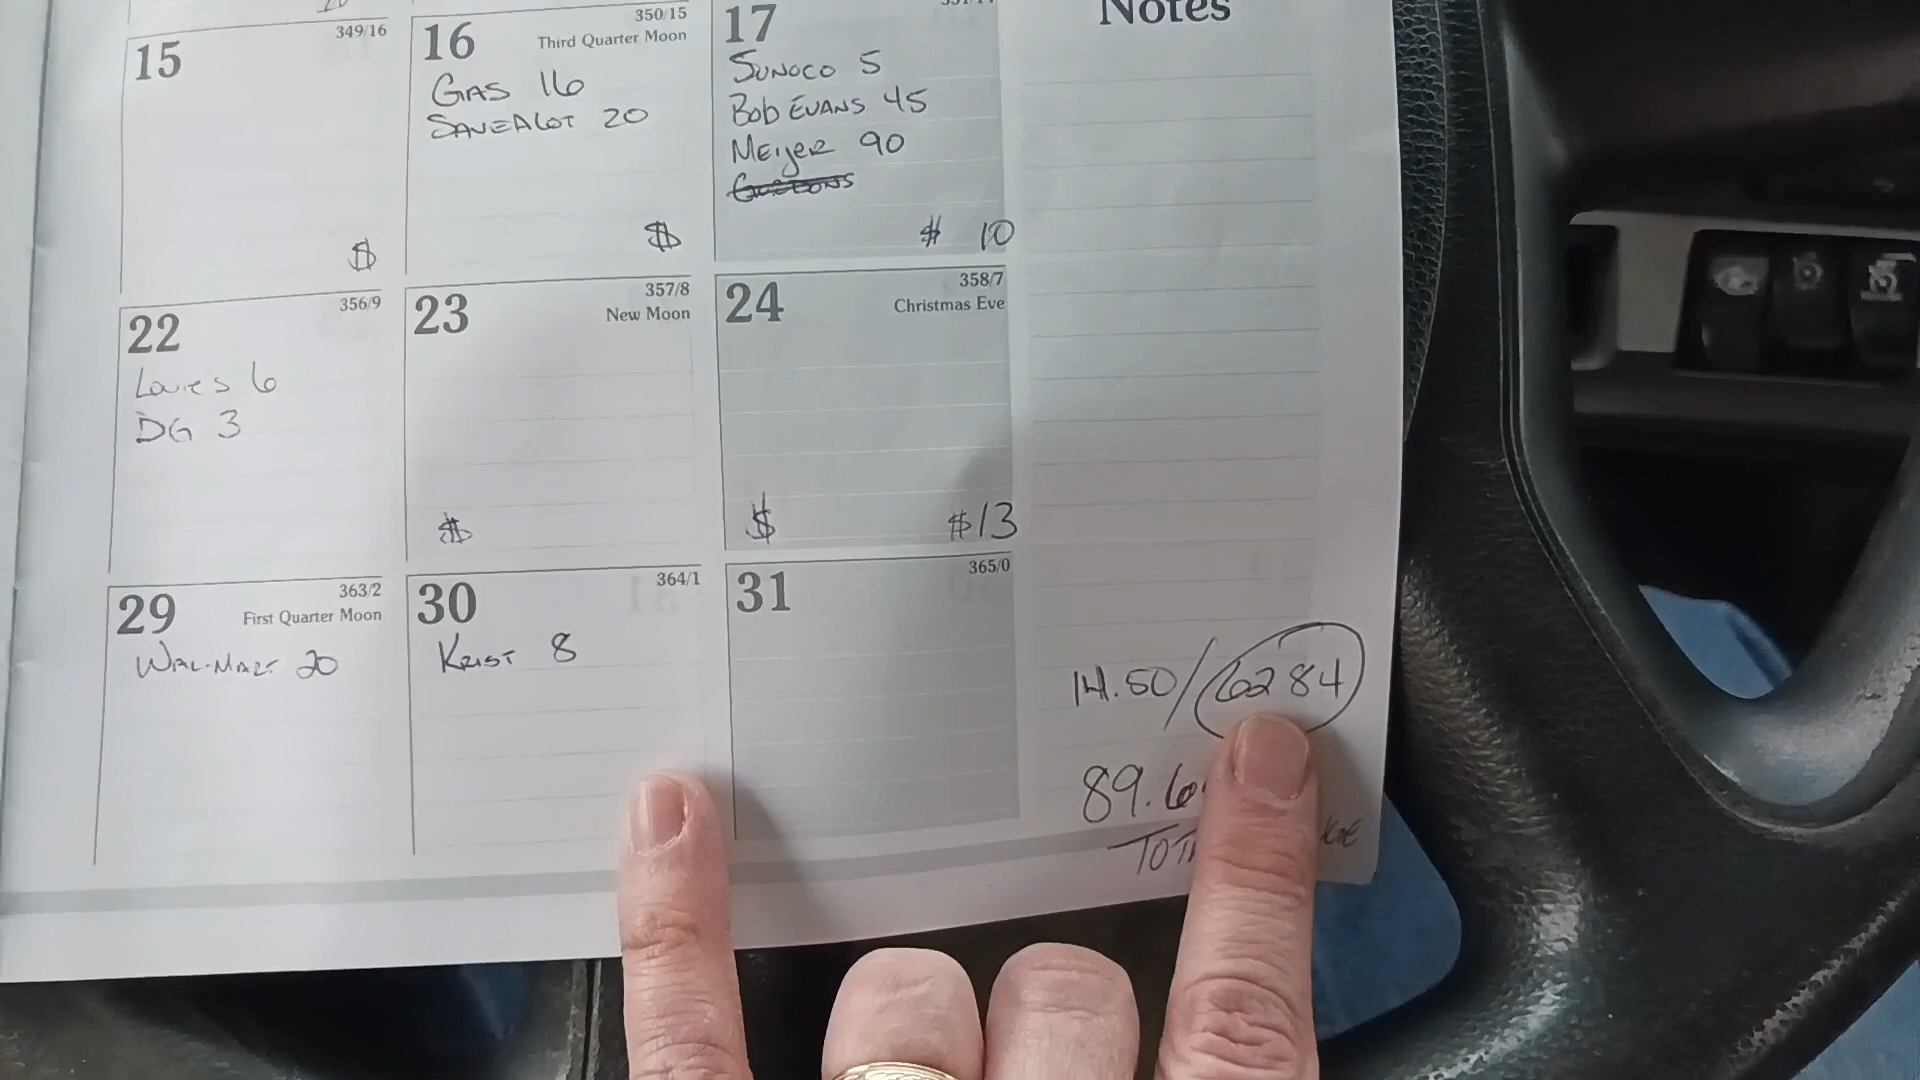 15 349/16
$
16 350/15
Third Quarter Moon
GAS 16
SAVEALOT 20
$
17
SUNOCO 5
Bob EVANS 45
MEIJER 90
$ 10
Notes
22 356/9
LOWES 6
DG 3
23 357/8
New Moon
$
24 358/7
Christmas Eve
$ $13
29 363/2
First Quarter Moon
WAL-MART 20
30 364/1
KRIST 8
31 365/0
14.50/6284